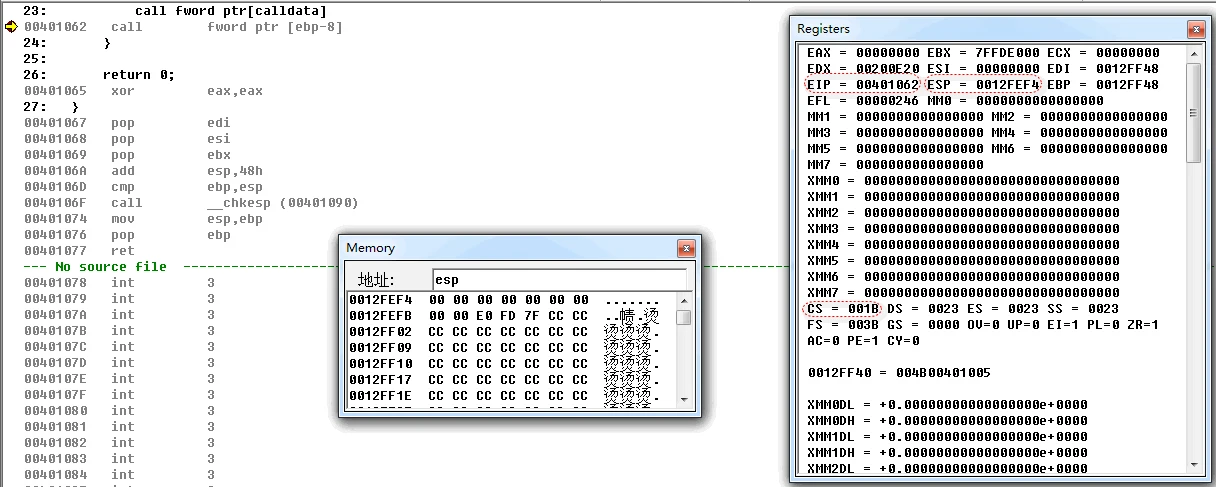 23:           call fword ptr[calldata]
00401062   call        fword ptr [ebp-8]
24:       }
25:
26:       return 0;
00401065   xor         eax,eax
27:   }
00401067   pop         edi
00401068   pop         esi
00401069   pop         ebx
0040106A   add         esp,48h
0040106D   cmp         ebp,esp
0040106F   call        __chkesp (00401090)
00401074   mov         esp,ebp
00401076   pop         ebp
00401077   ret
--- No source file
00401078   int         3
00401079   int         3
0040107A   int         3
0040107B   int         3
0040107C   int         3
0040107D   int         3
0040107E   int         3
0040107F   int         3
00401080   int         3
00401081   int         3
00401082   int         3
00401083   int         3
00401084   int         3
Memory
地址: esp
0012FEF4  00 00 00 00 00 00 00  .......
0012FEFB  00 00 E0 FD 7F CC CC  ..帻.烫
0012FF02  CC CC CC CC CC CC CC  烫烫烫.
0012FF09  CC CC CC CC CC CC CC  烫烫烫.
0012FF10  CC CC CC CC CC CC CC  烫烫烫.
0012FF17  CC CC CC CC CC CC CC  烫烫烫.
0012FF1E  CC CC CC CC CC CC CC  烫烫烫.
Registers
EAX = 00000000 EBX = 7FFDE000 ECX = 00000000
EDX = 00200E20 ESI = 00000000 EDI = 0012FF48
EIP = 00401062 ESP = 0012FEF4 EBP = 0012FF48
EFL = 00000246 MM0 = 0000000000000000
MM1 = 0000000000000000 MM2 = 0000000000000000
MM3 = 0000000000000000 MM4 = 0000000000000000
MM5 = 0000000000000000 MM6 = 0000000000000000
MM7 = 0000000000000000
XMM0 = 00000000000000000000000000000000
XMM1 = 00000000000000000000000000000000
XMM2 = 00000000000000000000000000000000
XMM3 = 00000000000000000000000000000000
XMM4 = 00000000000000000000000000000000
XMM5 = 00000000000000000000000000000000
XMM6 = 00000000000000000000000000000000
XMM7 = 00000000000000000000000000000000
CS = 001B DS = 0023 ES = 0023 SS = 0023
FS = 003B GS = 0000 OV=0 UP=0 EI=1 PL=0 ZR=1
AC=0 PE=1 CY=0
0012FF40 = 004B00401005
XMM0DL = +0.00000000000000000e+0000
XMM0DH = +0.00000000000000000e+0000
XMM1DL = +0.00000000000000000e+0000
XMM1DH = +0.00000000000000000e+0000
XMM2DL = +0.00000000000000000e+0000